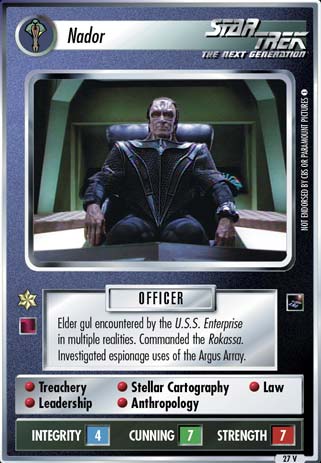 Nador
STAR TREK
THE NEXT GENERATION
NOT ENDORSED BY CBS OR PARAMOUNT PICTURES
OFFICER
Elder gul encountered by the U.S.S. Enterprise
in multiple realities. Commanded the Rokassa.
Investigated espionage uses of the Argus Array.
Treachery Stellar Cartography Law
Leadership Anthropology
INTEGRITY 4 CUNNING 7 STRENGTH 7
27 V